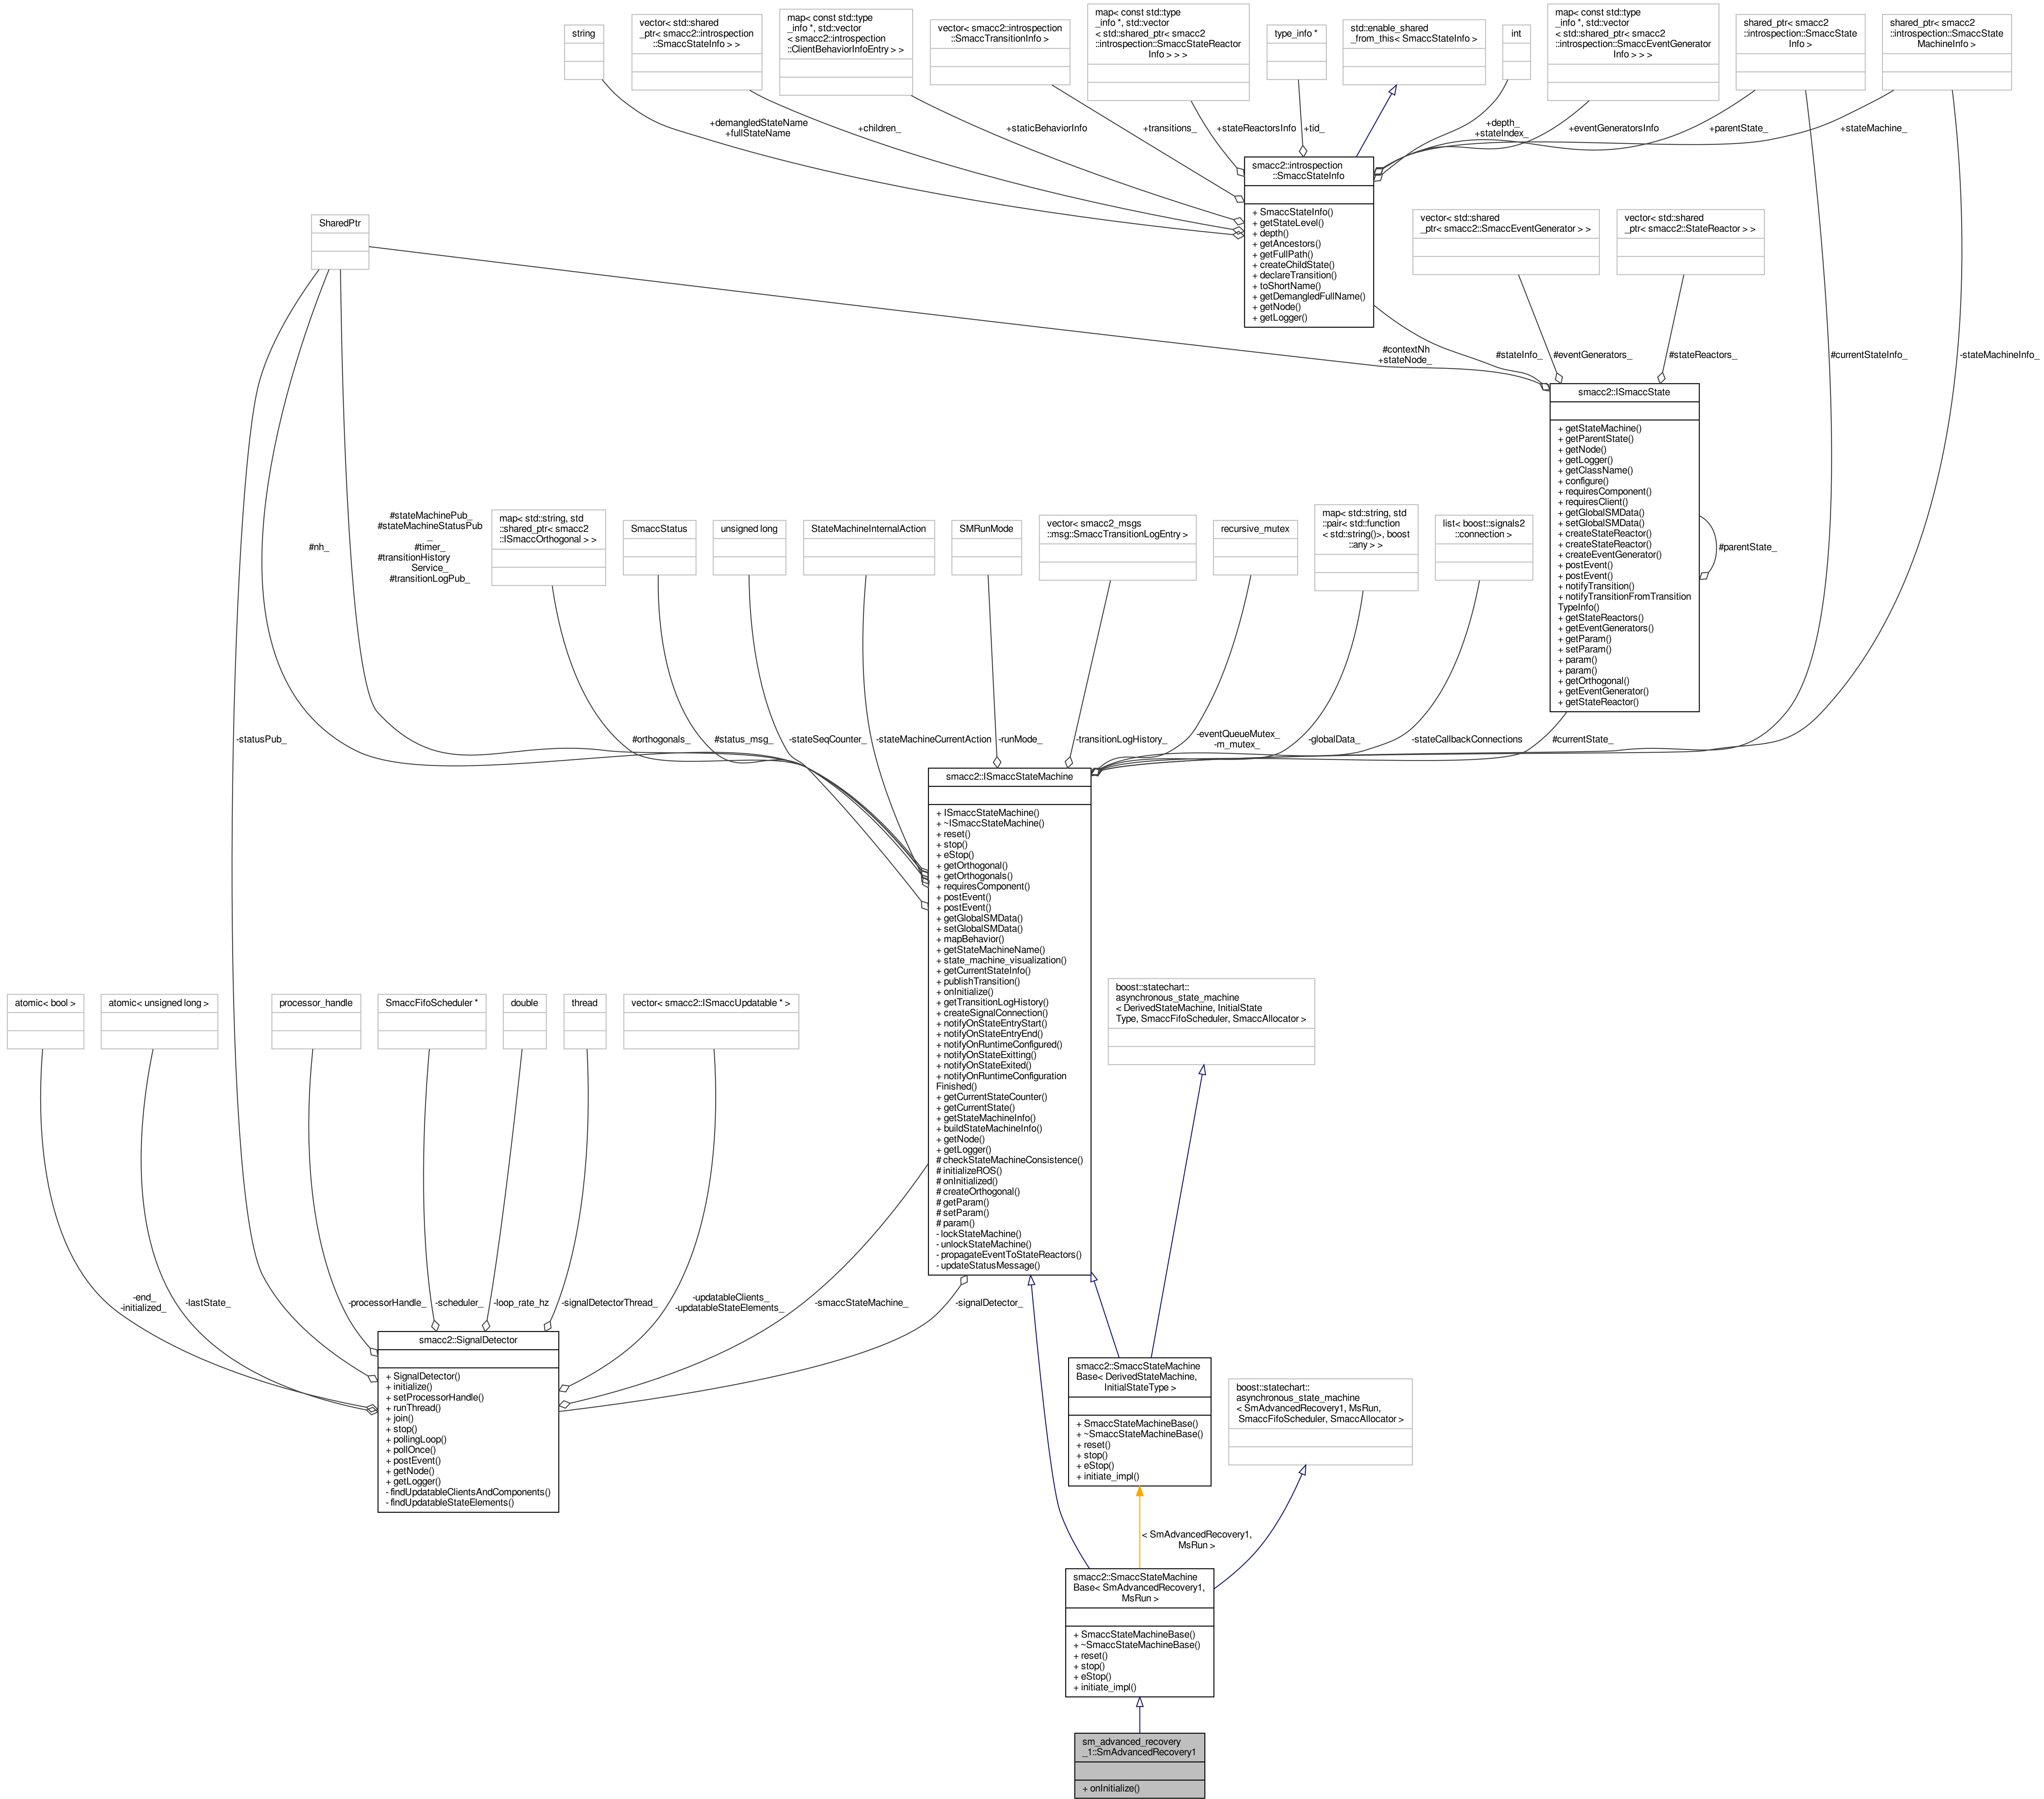 string
vector< std::shared
_ptr< smacc2::introspection
::SmaccStateInfo > >
map< const std::type
_info *, std::vector
< smacc2::introspection
::ClientBehaviorInfoEntry > >
vector< smacc2::introspection
::SmaccTransitionInfo >
map< const std::type
_info *, std::vector
< std::shared_ptr< smacc2
::introspection::SmaccStateReactor
Info > > >
type_info *
std::enable_shared
_from_this< SmaccStateInfo >
int
map< const std::type
_info *, std::vector
< std::shared_ptr< smacc2
::introspection::SmaccEventGenerator
Info > > >
shared_ptr< smacc2
::introspection::SmaccState
Info >
shared_ptr< smacc2
::introspection::SmaccState
MachineInfo >
+demangledStateName
+fullStateName
+children_
+staticBehaviorInfo
+transitions_
+stateReactorsInfo
+tid_
+depth_
+stateIndex_
+eventGeneratorsInfo
+parentState_
+stateMachine_
smacc2::introspection
::SmaccStateInfo
+ SmaccStateInfo()
+ getStateLevel()
+ depth()
+ getAncestors()
+ getFullPath()
+ createChildState()
+ declareTransition()
+ toShortName()
+ getDemangledFullName()
+ getNode()
+ getLogger()
SharedPtr
vector< std::shared
_ptr< smacc2::SmaccEventGenerator > >
vector< std::shared
_ptr< smacc2::StateReactor > >
#contextNh
+stateNode_
#stateInfo_
#eventGenerators_
#stateReactors_
#currentStateInfo_
-stateMachineInfo_
smacc2::ISmaccState
+ getStateMachine()
+ getParentState()
+ getNode()
+ getLogger()
+ getClassName()
+ configure()
+ requiresComponent()
+ requiresClient()
+ getGlobalSMData()
+ setGlobalSMData()
+ createStateReactor()
+ createStateReactor()
+ createEventGenerator()
+ postEvent()
+ postEvent()
+ notifyTransition()
+ notifyTransitionFromTransition
TypeInfo()
+ getStateReactors()
+ getEventGenerators()
+ getParam()
+ setParam()
+ param()
+ param()
+ getOrthogonal()
+ getEventGenerator()
+ getStateReactor()
#parentState_
#nh_
#stateMachinePub_
#stateMachineStatusPub
_
#timer_
#transitionHistory
Service_
#transitionLogPub_
map< std::string, std
::shared_ptr< smacc2
::ISmaccOrthogonal > >
SmaccStatus
unsigned long
StateMachineInternalAction
SMRunMode
vector< smacc2_msgs
::msg::SmaccTransitionLogEntry >
recursive_mutex
map< std::string, std
::pair< std::function
< std::string()>, boost
::any > >
list< boost::signals2
::connection >
-statusPub_
#orthogonals_
#status_msg_
-stateSeqCounter_
-stateMachineCurrentAction
-runMode_
-transitionLogHistory_
-eventQueueMutex_
-m_mutex_
-globalData_
-stateCallbackConnections
#currentState_
smacc2::ISmaccStateMachine
+ ISmaccStateMachine()
+ ~ISmaccStateMachine()
+ reset()
+ stop()
+ eStop()
+ getOrthogonal()
+ getOrthogonals()
+ requiresComponent()
+ postEvent()
+ postEvent()
+ getGlobalSMData()
+ setGlobalSMData()
+ mapBehavior()
+ getStateMachineName()
+ state_machine_visualization()
+ getCurrentStateInfo()
+ publishTransition()
+ onInitialize()
+ getTransitionLogHistory()
+ createSignalConnection()
+ notifyOnStateEntryStart()
+ notifyOnStateEntryEnd()
+ notifyOnRuntimeConfigured()
+ notifyOnStateExitting()
+ notifyOnStateExited()
+ notifyOnRuntimeConfiguration
Finished()
+ getCurrentStateCounter()
+ getCurrentState()
+ getStateMachineInfo()
+ buildStateMachineInfo()
+ getNode()
+ getLogger()
# checkStateMachineConsistence()
# initializeROS()
# onInitialized()
# createOrthogonal()
# getParam()
# setParam()
# param()
- lockStateMachine()
- unlockStateMachine()
- propagateEventToStateReactors()
- updateStatusMessage()
atomic< bool >
atomic< unsigned long >
processor_handle
SmaccFifoScheduler *
double
thread
vector< smacc2::ISmaccUpdatable * >
boost::statechart::
asynchronous_state_machine
< DerivedStateMachine, InitialState
Type, SmaccFifoScheduler, SmaccAllocator >
-end_
-initialized_
-lastState_
-processorHandle_
-scheduler_
-loop_rate_hz
-signalDetectorThread_
-updatableClients_
-updatableStateElements_
-smaccStateMachine_
-signalDetector_
smacc2::SignalDetector
+ SignalDetector()
+ initialize()
+ setProcessorHandle()
+ runThread()
+ join()
+ stop()
+ pollingLoop()
+ pollOnce()
+ postEvent()
+ getNode()
+ getLogger()
- findUpdatableClientsAndComponents()
- findUpdatableStateElements()
smacc2::SmaccStateMachine
Base< DerivedStateMachine,
InitialStateType >
+ SmaccStateMachineBase()
+ ~SmaccStateMachineBase()
+ reset()
+ stop()
+ eStop()
+ initiate_impl()
boost::statechart::
asynchronous_state_machine
< SmAdvancedRecovery1, MsRun,
SmaccFifoScheduler, SmaccAllocator >
< SmAdvancedRecovery1,
MsRun >
smacc2::SmaccStateMachine
Base< SmAdvancedRecovery1,
MsRun >
+ SmaccStateMachineBase()
+ ~SmaccStateMachineBase()
+ reset()
+ stop()
+ eStop()
+ initiate_impl()
sm_advanced_recovery
_1::SmAdvancedRecovery1
+ onInitialize()